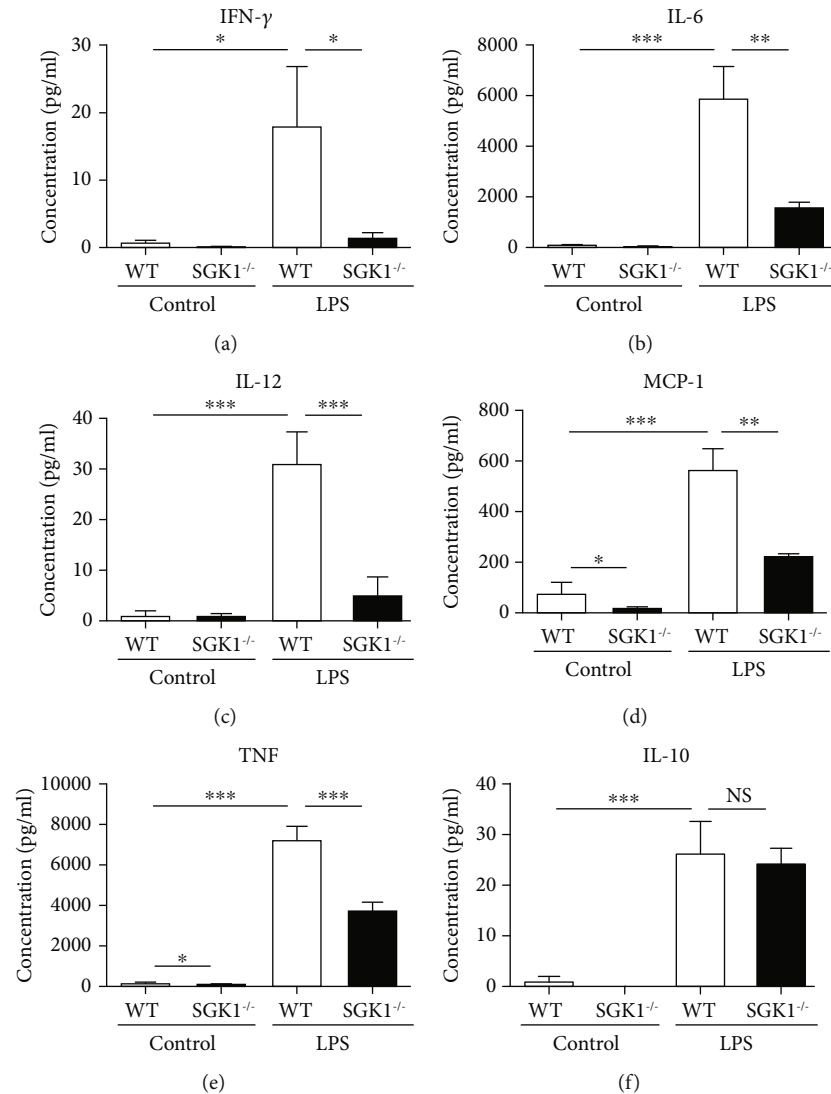 IFN-γ
Concentration (pg/ml)
30
20
10
0
* *
WT SGK1⁻/⁻ WT SGK1⁻/⁻
Control LPS
(a)
IL-6
Concentration (pg/ml)
8000
6000
4000
2000
0
*** **
WT SGK1⁻/⁻ WT SGK1⁻/⁻
Control LPS
(b)
IL-12
Concentration (pg/ml)
40
30
20
10
0
*** ***
WT SGK1⁻/⁻ WT SGK1⁻/⁻
Control LPS
(c)
MCP-1
Concentration (pg/ml)
800
600
400
200
0
*** **
*
WT SGK1⁻/⁻ WT SGK1⁻/⁻
Control LPS
(d)
TNF
Concentration (pg/ml)
10000
8000
6000
4000
2000
0
*** ***
*
WT SGK1⁻/⁻ WT SGK1⁻/⁻
Control LPS
(e)
IL-10
Concentration (pg/ml)
40
30
20
10
0
*** NS
WT SGK1⁻/⁻ WT SGK1⁻/⁻
Control LPS
(f)